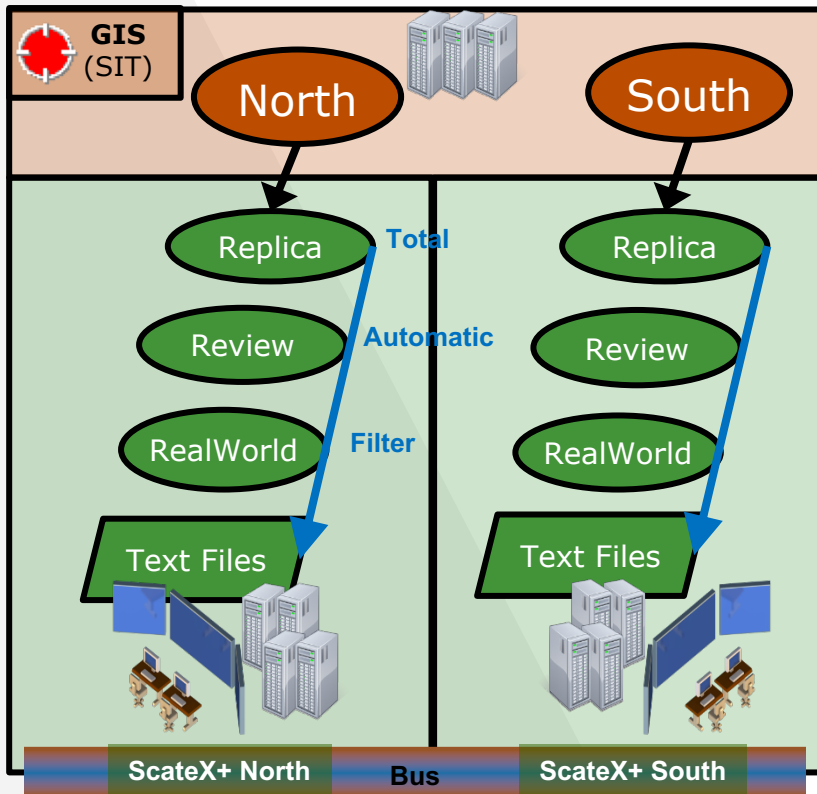 GIS
(SIT)
North
South
Replica
Total
Replica
Review
Automatic
Review
RealWorld
Filter
RealWorld
Text Files
Text Files
ScateX+ North
Bus
ScateX+ South